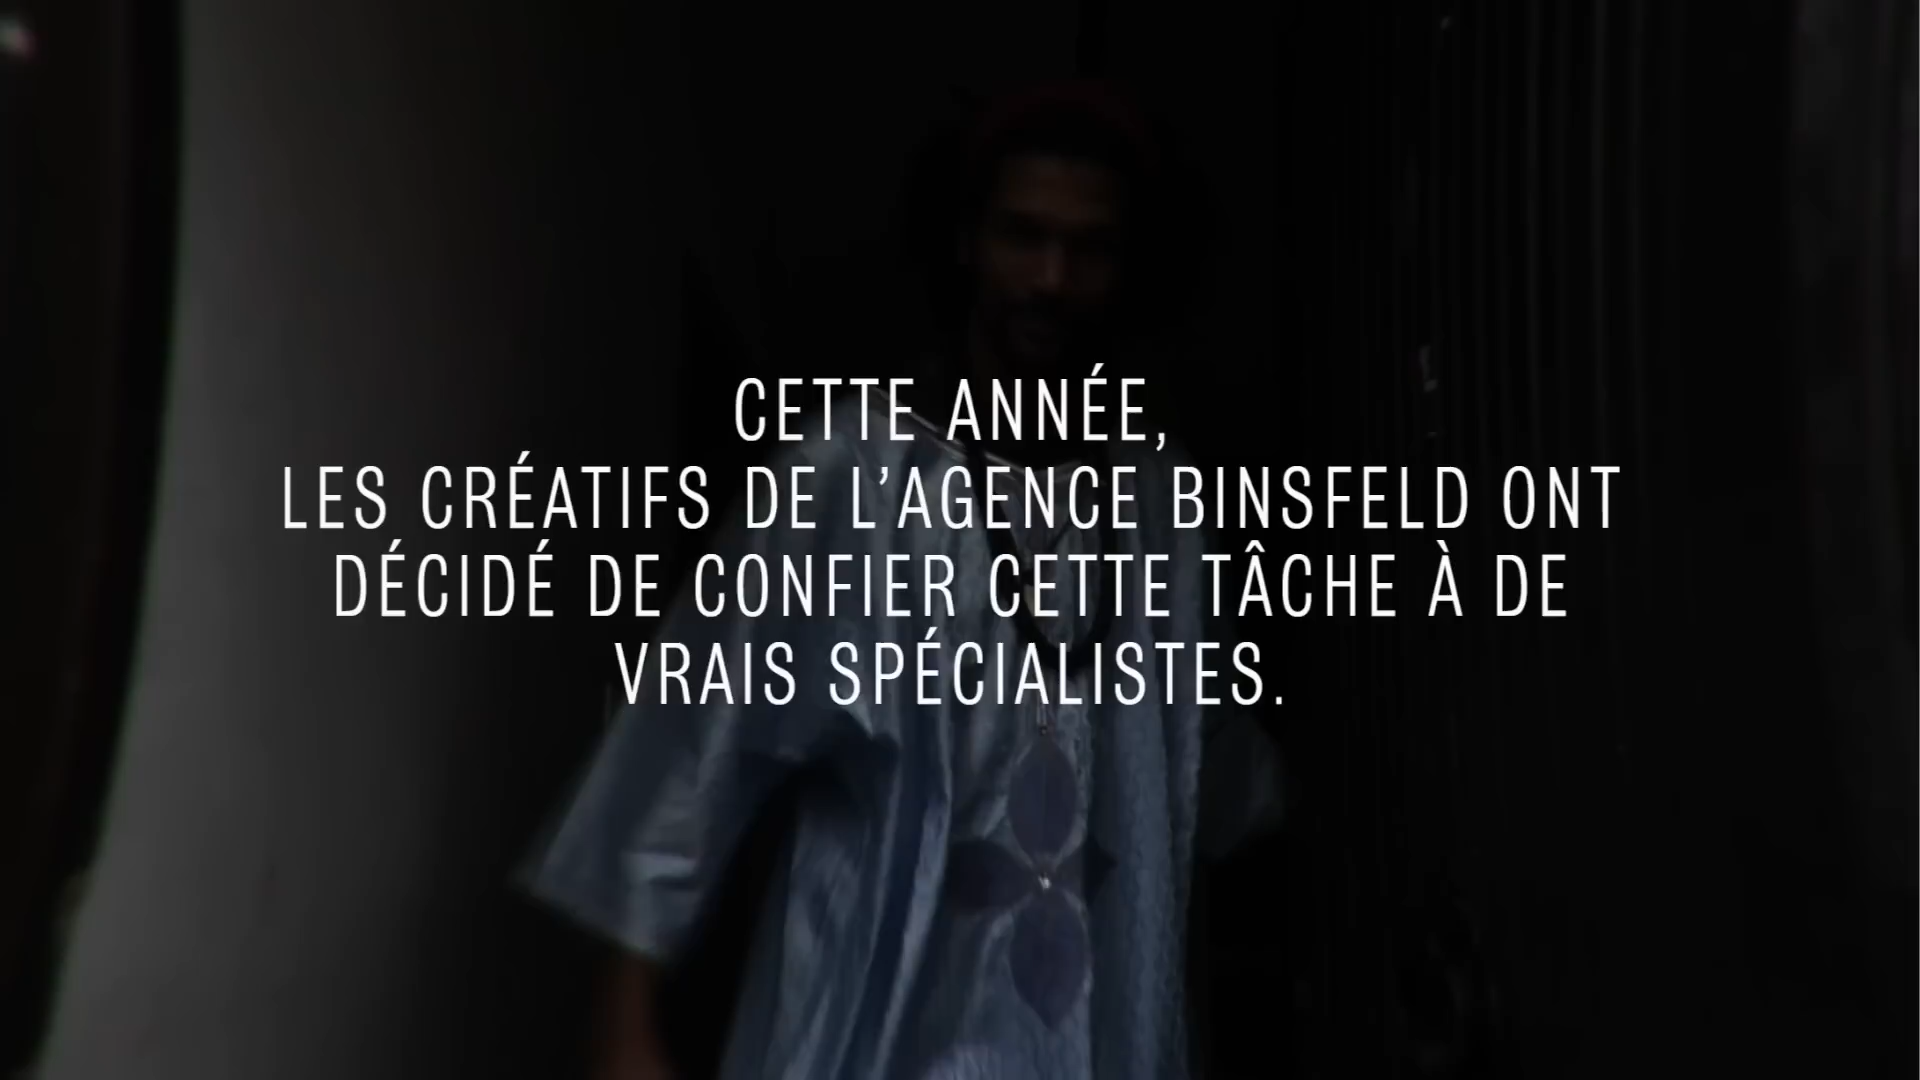 CETTE ANNÉE,
LES CRÉATIFS DE L’AGENCE BINSFELD ONT
DÉCIDÉ DE CONFIER CETTE TÂCHE À DE
VRAIS SPÉCIALISTES.